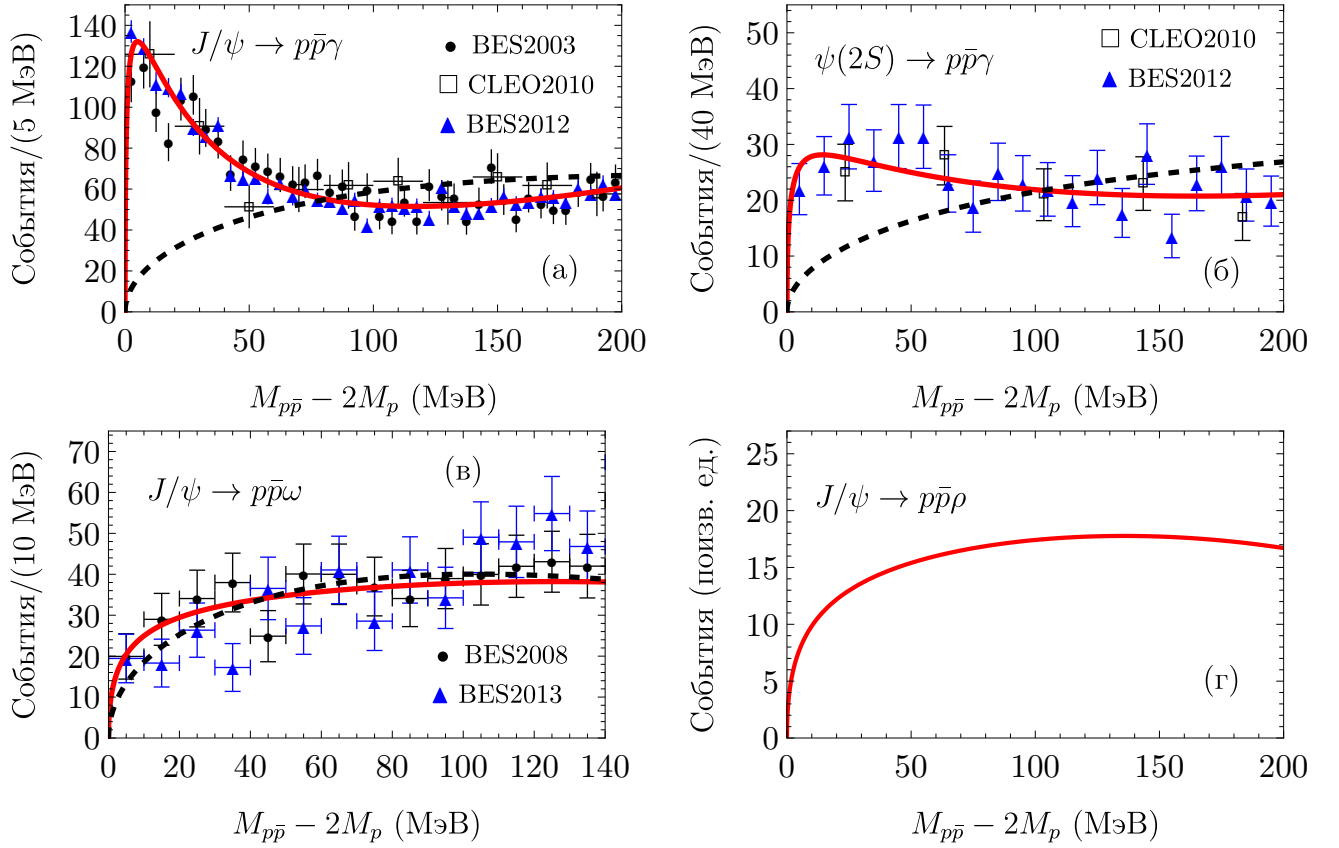 События/(5 МэВ)
140
120
100
80
60
40
20
0
J/ψ → pp̄γ
BES2003
CLEO2010
BES2012
(а)
0 50 100 150 200
M_{pp̄} − 2M_p (МэВ)
События/(40 МэВ)
50
40
30
20
10
0
ψ(2S) → pp̄γ
CLEO2010
BES2012
(б)
0 50 100 150 200
M_{pp̄} − 2M_p (МэВ)
События/(10 МэВ)
70
60
50
40
30
20
10
0
J/ψ → pp̄ω
(в)
BES2008
BES2013
0 20 40 60 80 100 120 140
M_{pp̄} − 2M_p (МэВ)
События (поизв. ед.)
25
20
15
10
5
0
J/ψ → pp̄ρ
(г)
0 50 100 150 200
M_{pp̄} − 2M_p (МэВ)